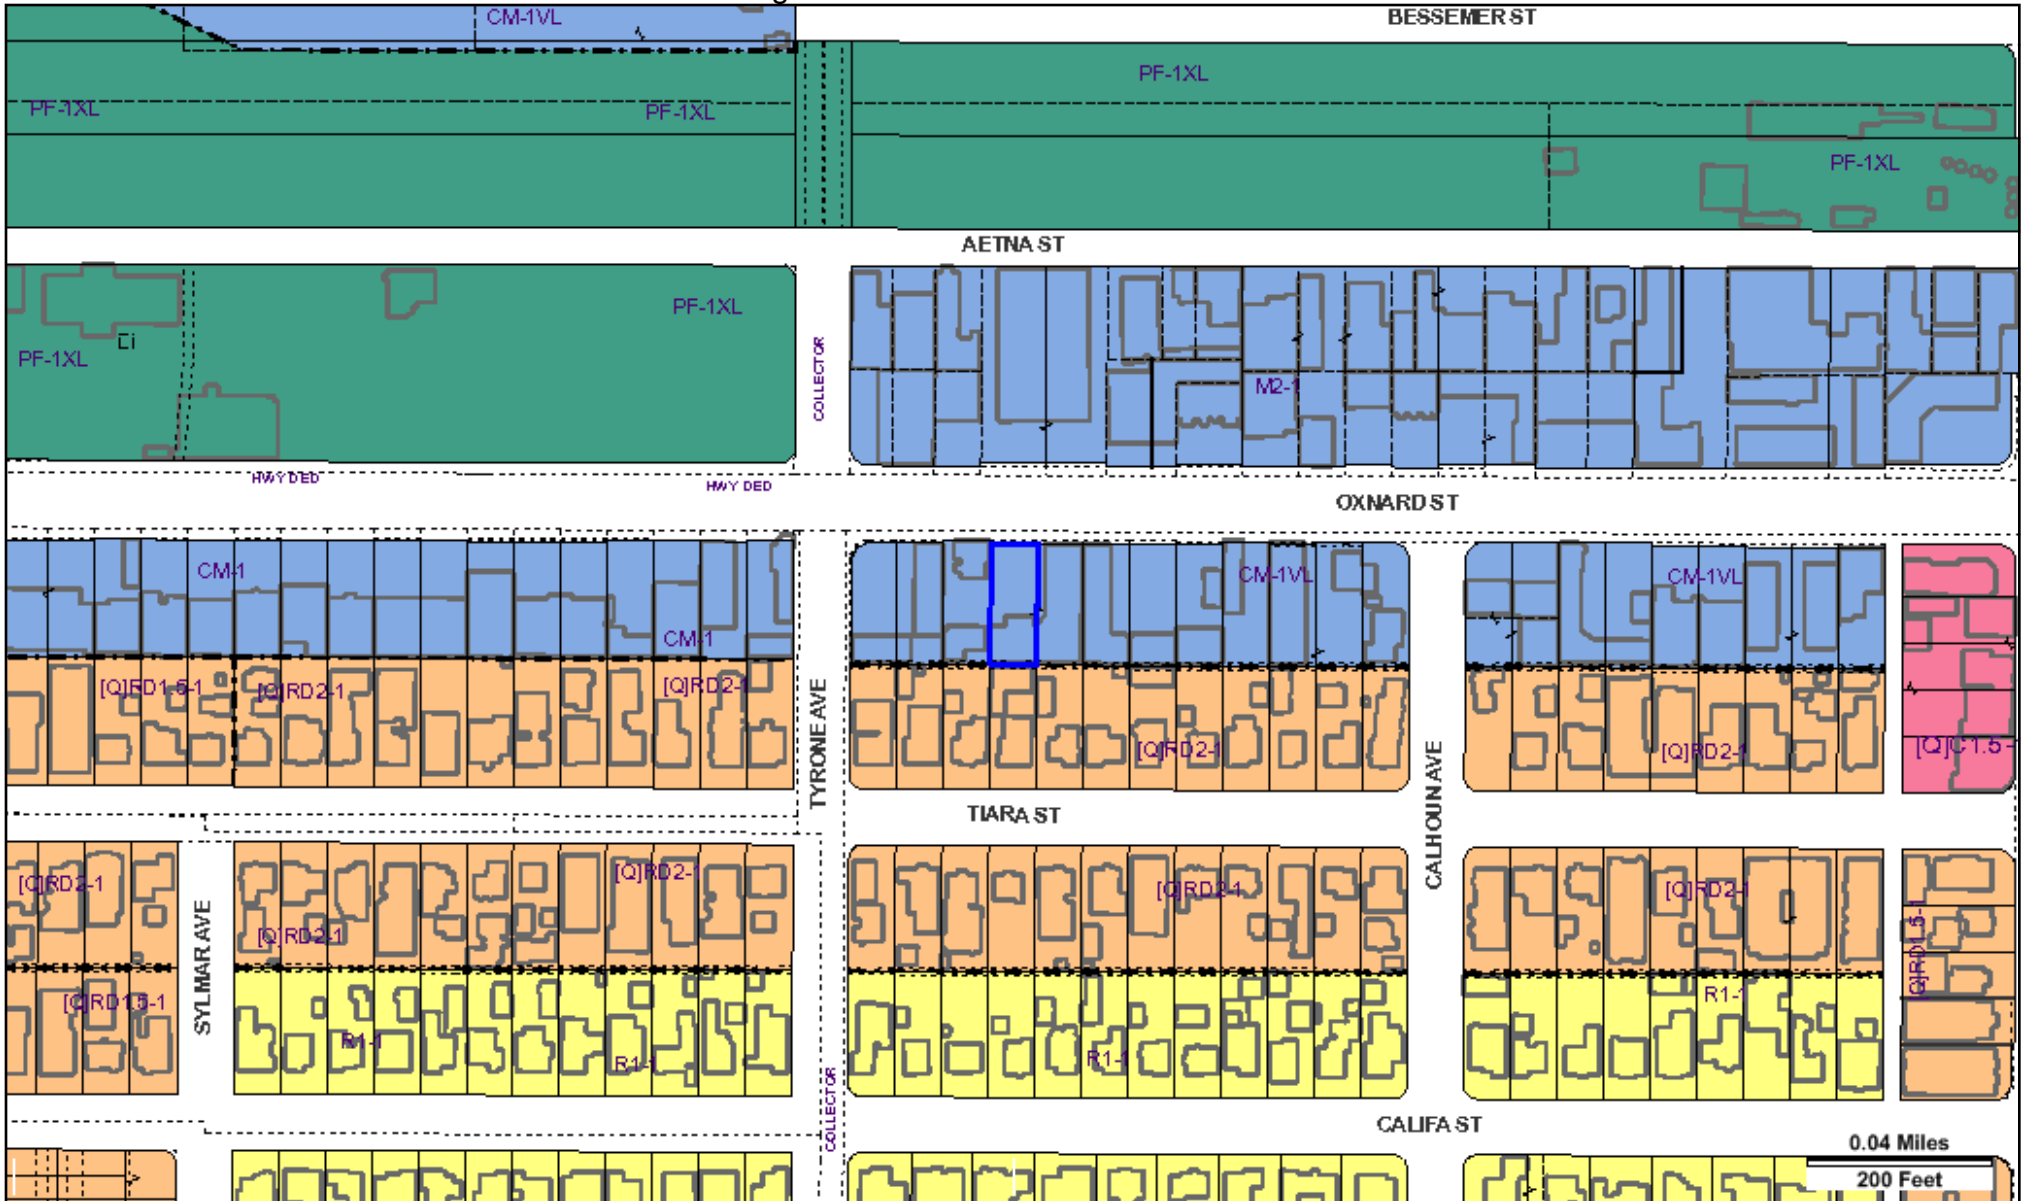 CM-1VL
BESSEMER ST
PF-1XL
PF-1XL
PF-1XL
PF-1XL
AETNA ST
PF-1XL
PF-1XL
COLLECTOR
M2-1
HWY DED
HWY DED
OXNARD ST
CM-1
CM-1
CM-1VL
CM-1VL
[Q]RD1.5-1
[Q]RD2-1
[Q]RD2-1
[Q]RD2-1
[Q]RD2-1
[Q]C1.5-
TYRONE AVE
CALHOUN AVE
TIARA ST
[Q]RD2-1
[Q]RD2-1
[Q]RD2-1
[Q]RD2-1
[Q]RD2-1
[Q]RD1.5-1
SYLMAR AVE
[Q]RD1.5-1
R1-1
R1-1
R1-1
R1-1
COLLECTOR
CALIFA ST
0.04 Miles
200 Feet